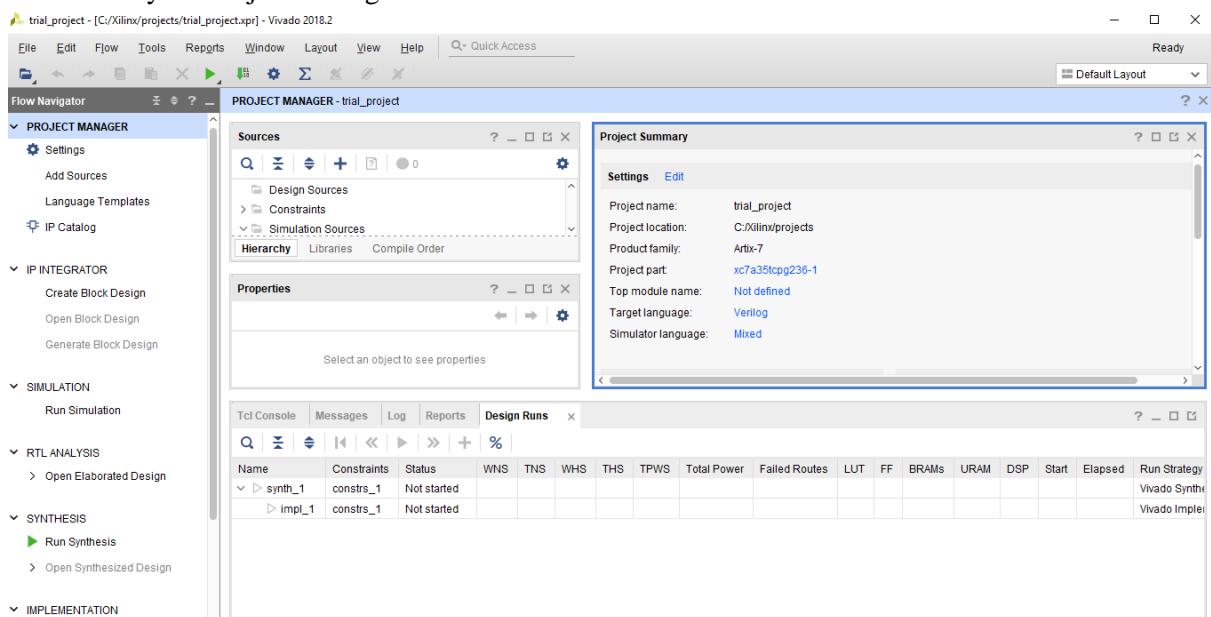 trial_project - [C:/Xilinx/projects/trial_project.xpr] - Vivado 2018.2
File Edit Flow Tools Reports Window Layout View Help Quick Access Ready
Default Layout
Flow Navigator
PROJECT MANAGER
Settings
Add Sources
Language Templates
IP Catalog
IP INTEGRATOR
Create Block Design
Open Block Design
Generate Block Design
SIMULATION
Run Simulation
RTL ANALYSIS
Open Elaborated Design
SYNTHESIS
Run Synthesis
Open Synthesized Design
IMPLEMENTATION
PROJECT MANAGER - trial_project
Sources
0
Design Sources
Constraints
Simulation Sources
Hierarchy Libraries Compile Order
Properties
Select an object to see properties
Project Summary
Settings Edit
Project name: trial_project
Project location: C:/Xilinx/projects
Product family: Artix-7
Project part: xc7a35tcpg236-1
Top module name: Not defined
Target language: Verilog
Simulator language: Mixed
Tcl Console Messages Log Reports Design Runs
Name Constraints Status WNS TNS WHS THS TPWS Total Power Failed Routes LUT FF BRAMs URAM DSP Start Elapsed Run Strategy
synth_1 constrs_1 Not started Vivado Synthe
impl_1 constrs_1 Not started Vivado Implei